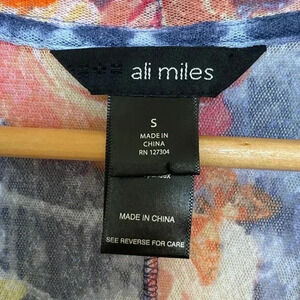 ali miles
S
MADE IN
CHINA
RN 127304
MADE IN CHINA
SEE REVERSE FOR CARE